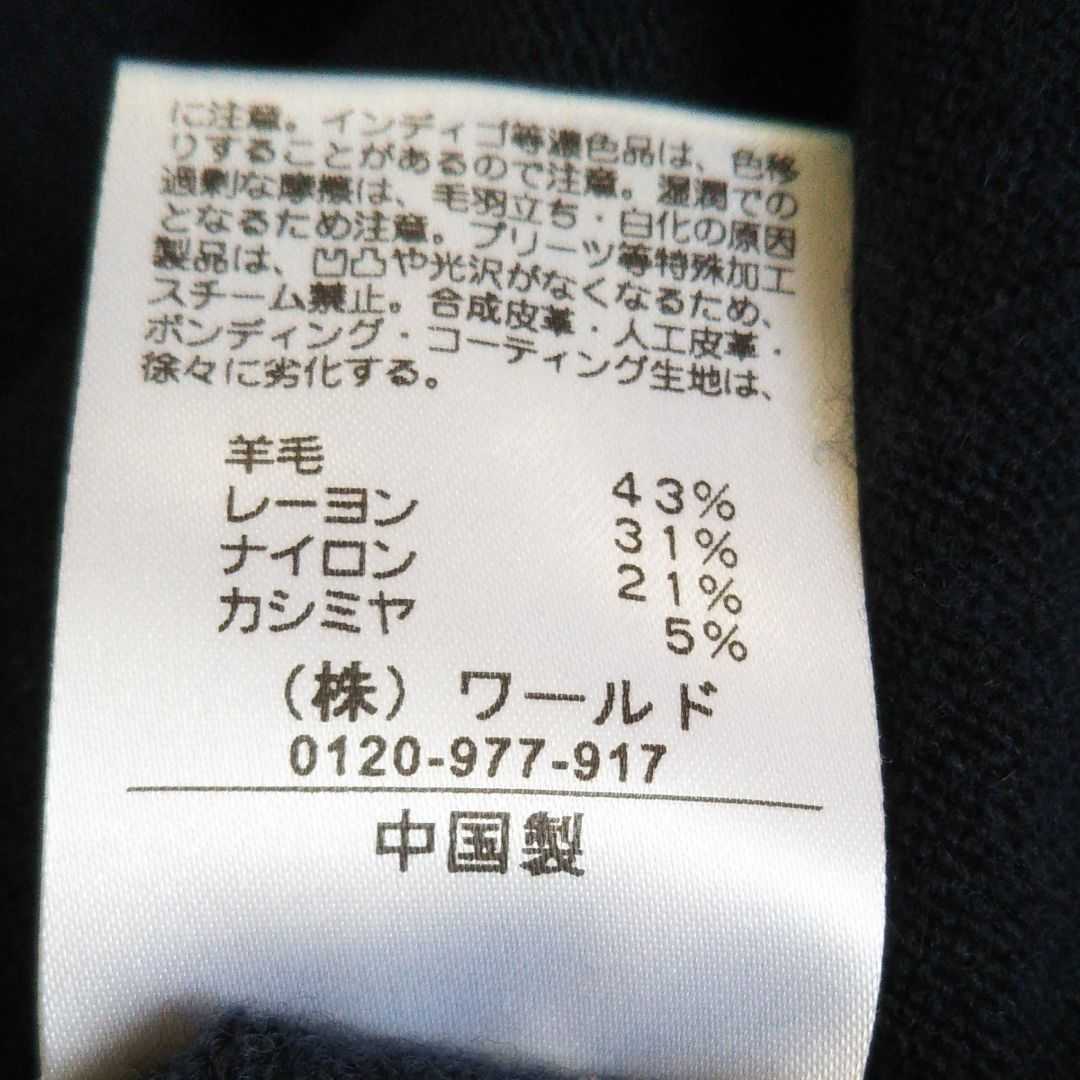 に注意。インディゴ等濃色品は、色移
りすることがあるので注意。湿潤での
過剰な摩擦は、毛羽立ち・白化の原因
となるため注意。プリーツ等特殊加工
製品は、凹凸や光沢がなくなるため、
スチーム禁止。合成皮革・人工皮革・
ボンディング・コーティング生地は、
徐々に劣化する。
羊毛 43%
レーヨン 31%
ナイロン 21%
カシミヤ 5%
(株) ワールド
0120-977-917
中国製